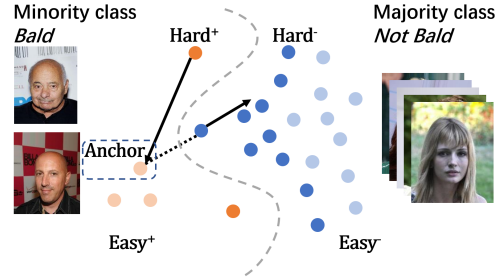 Minority class
Bald
Hard+
Hard-
Majority class
Not Bald
Anchor
Easy+
Easy-